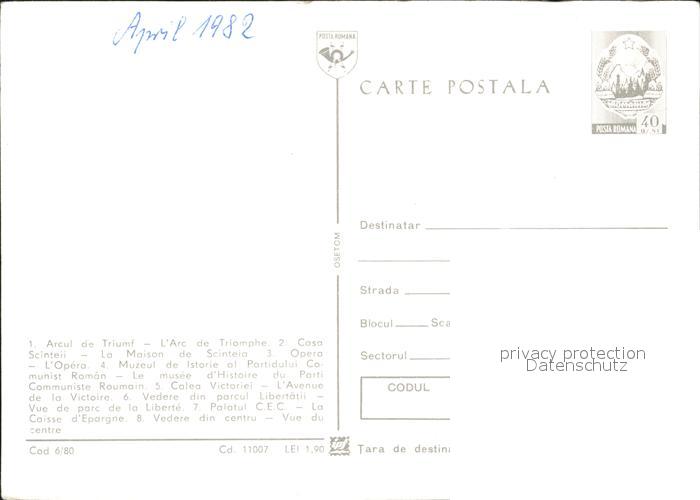 April 1982
POSTA ROMANA
CARTE POSTALA
POSTA ROMANA 40
Destinatar
OSETOM
Strada
Blocul Sca
Sectorul
privacy protection
Datenschutz
CODUL
1. Arcul de Triumf – L'Arc de Triomphe. 2. Casa
Scînteii – La Maison de Scinteia 3. Opera
– L'Opéra. 4. Muzeul de Istorie al Partidului Co-
munist Român – Le musée d'Histoire du Parti
Communiste Roumain. 5. Calea Victoriei – L'Avenue
de la Victoire. 6. Vedere din parcul Libertății –
Vue de parc de la Liberté. 7. Palatul C.E.C. – La
Caisse d'Epargne. 8. Vedere din centru – Vue du
centre
Cod 6/80 Cd. 11007 LEI 1,90
Țara de destin